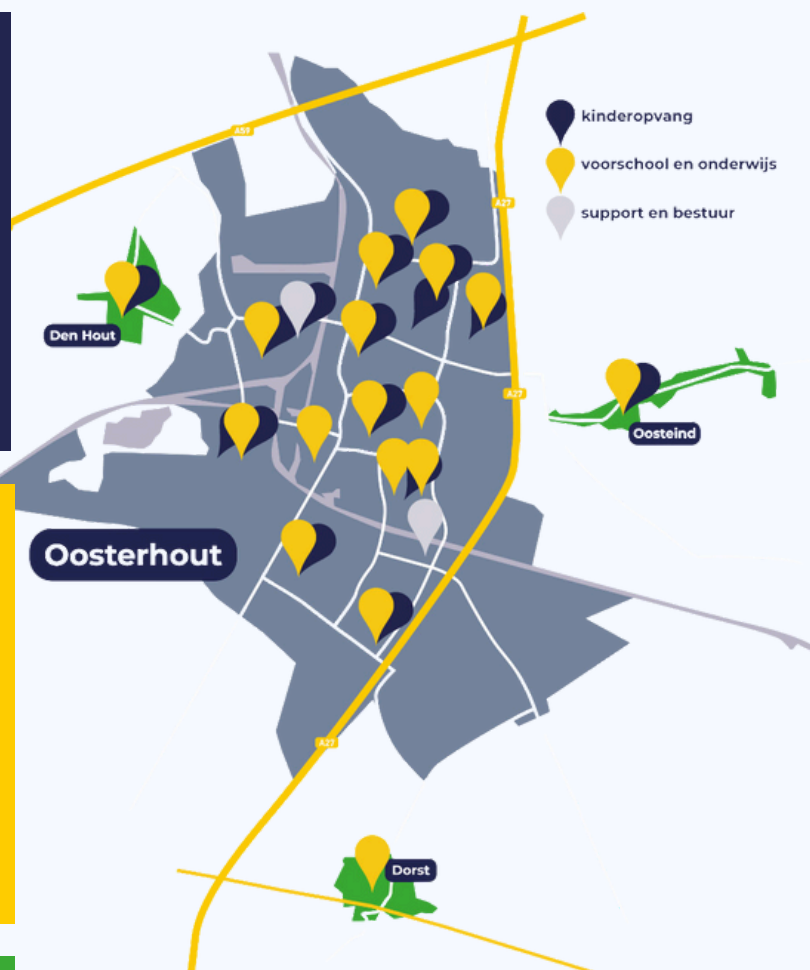 A59
kinderopvang
voorschool en onderwijs
support en bestuur
A27
Den Hout
A27
Oosteind
Oosterhout
A27
Dorst